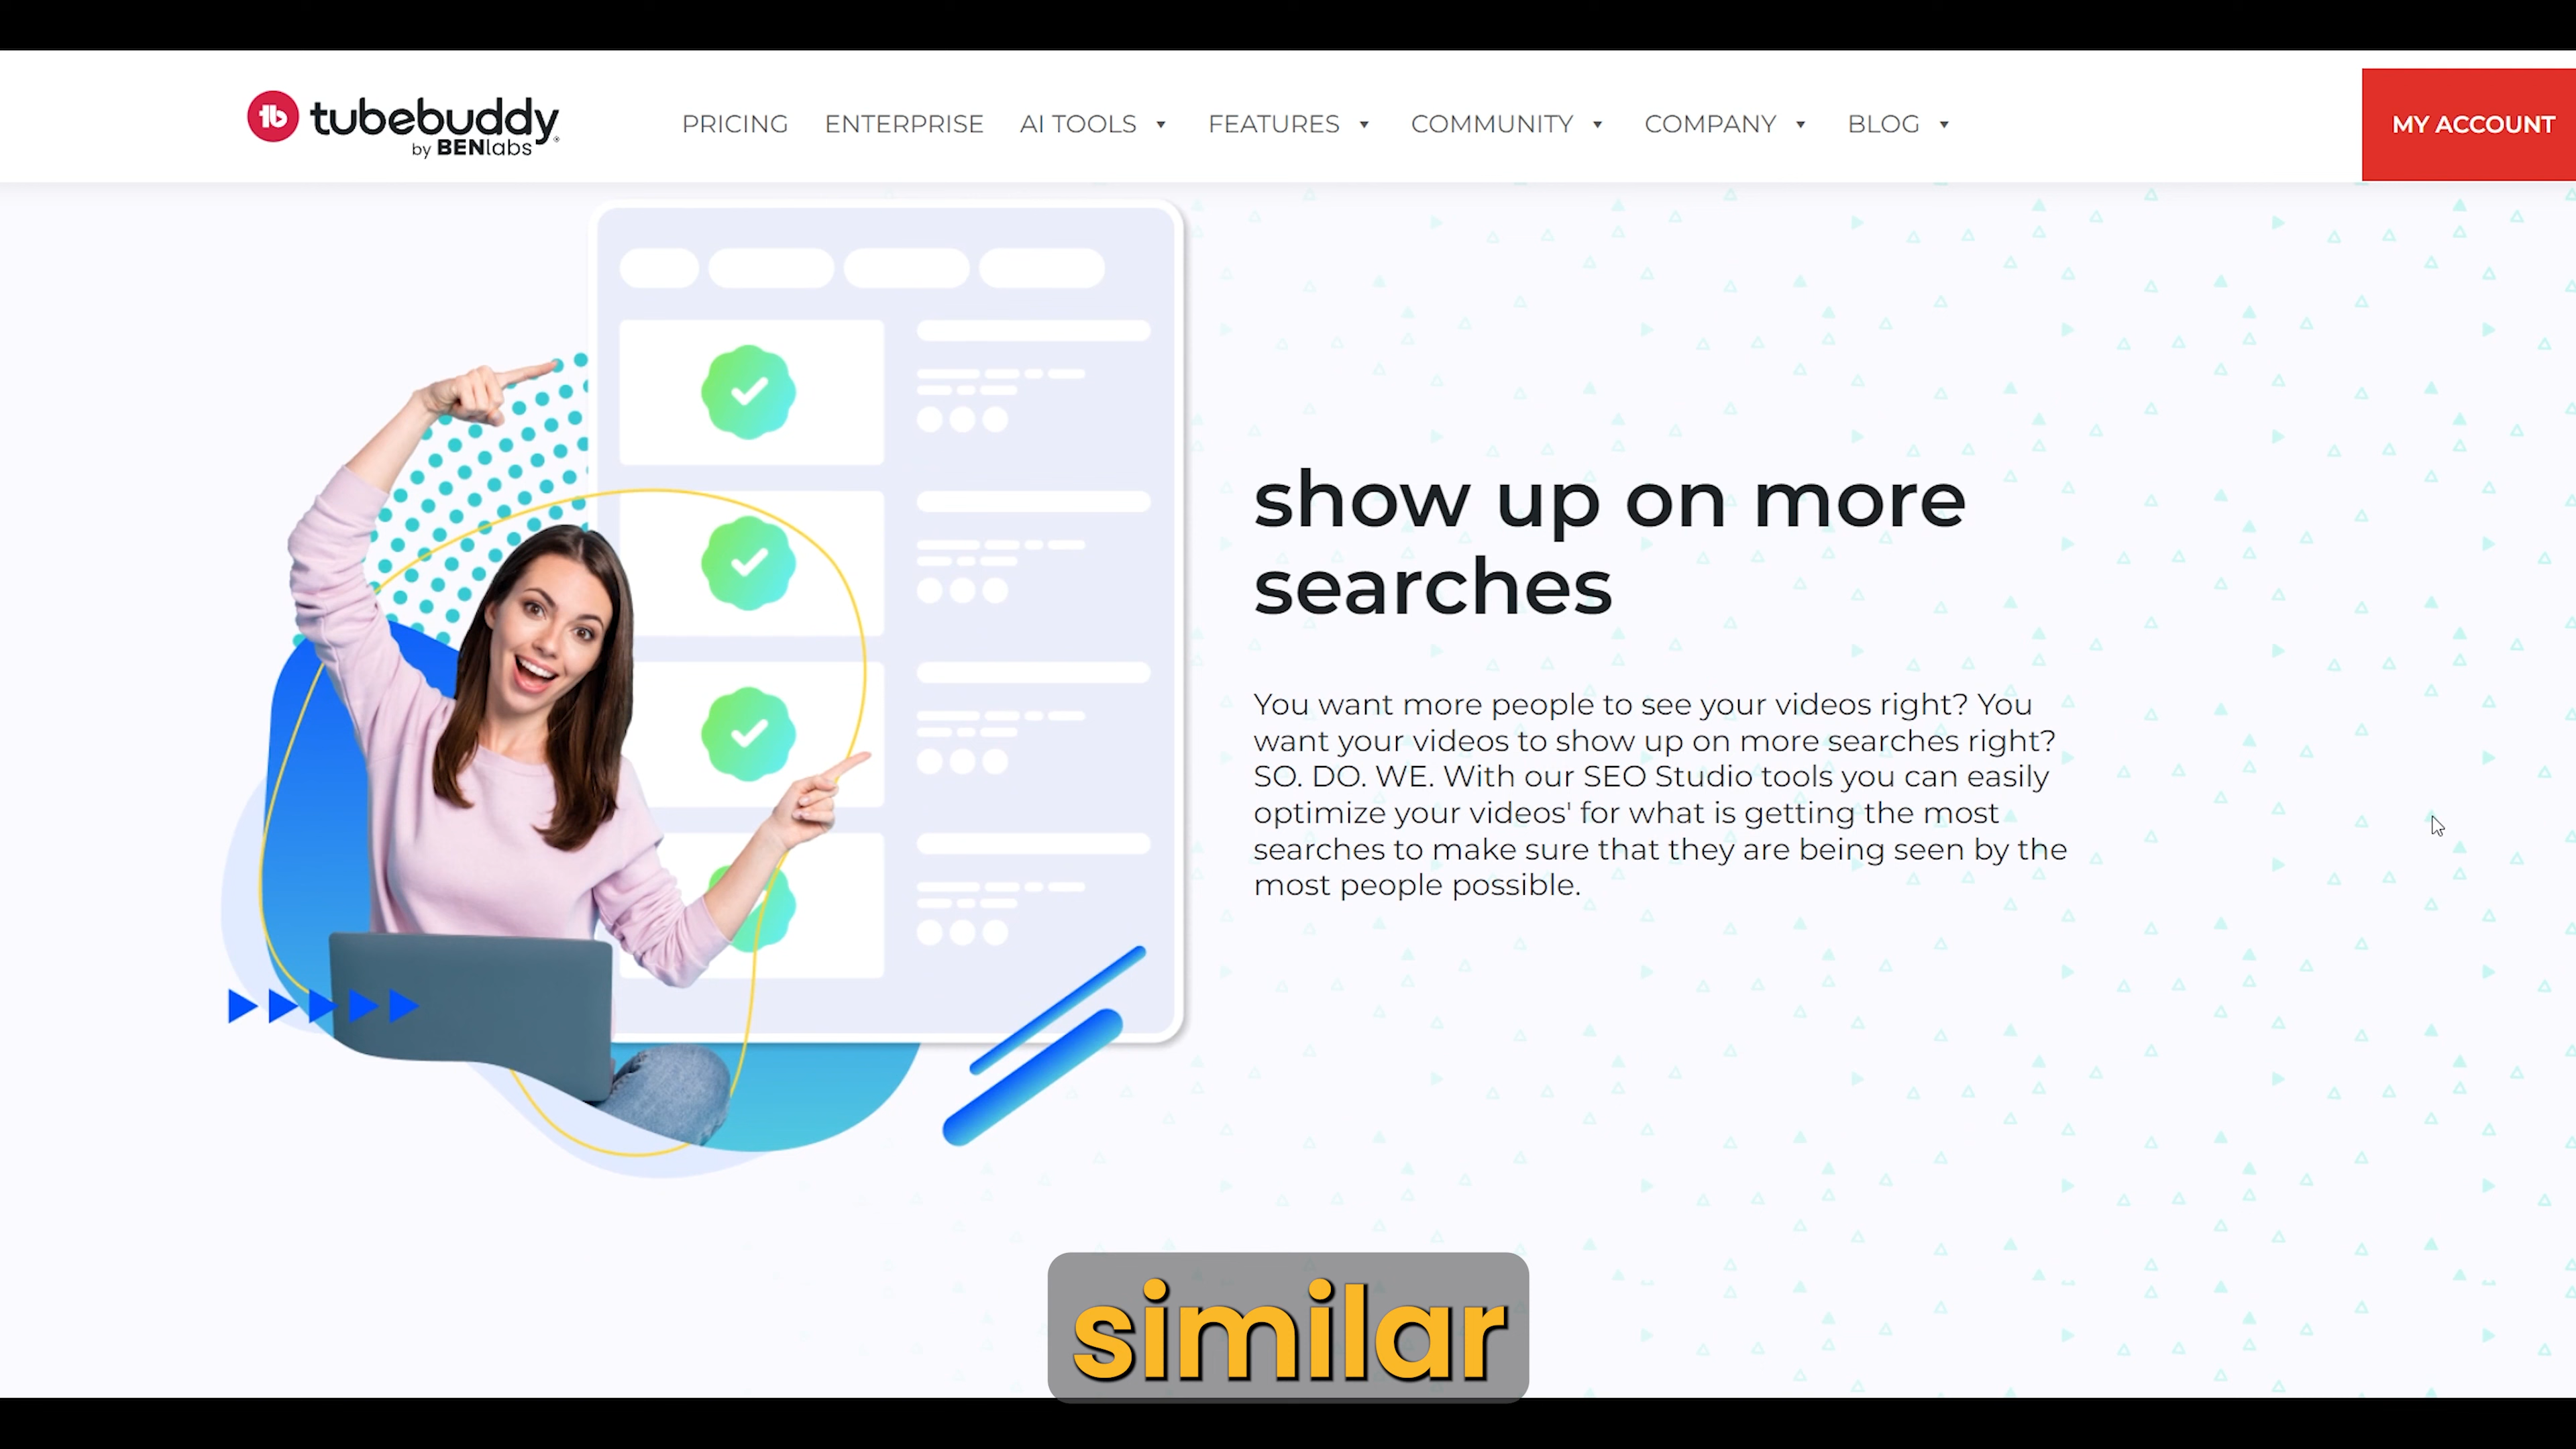 tb tubebuddy
by BENlabs
PRICING ENTERPRISE AI TOOLS FEATURES COMMUNITY COMPANY BLOG MY ACCOUNT
show up on more
searches
You want more people to see your videos right? You
want your videos to show up on more searches right?
SO. DO. WE. With our SEO Studio tools you can easily
optimize your videos' for what is getting the most
searches to make sure that they are being seen by the
most people possible.
similar